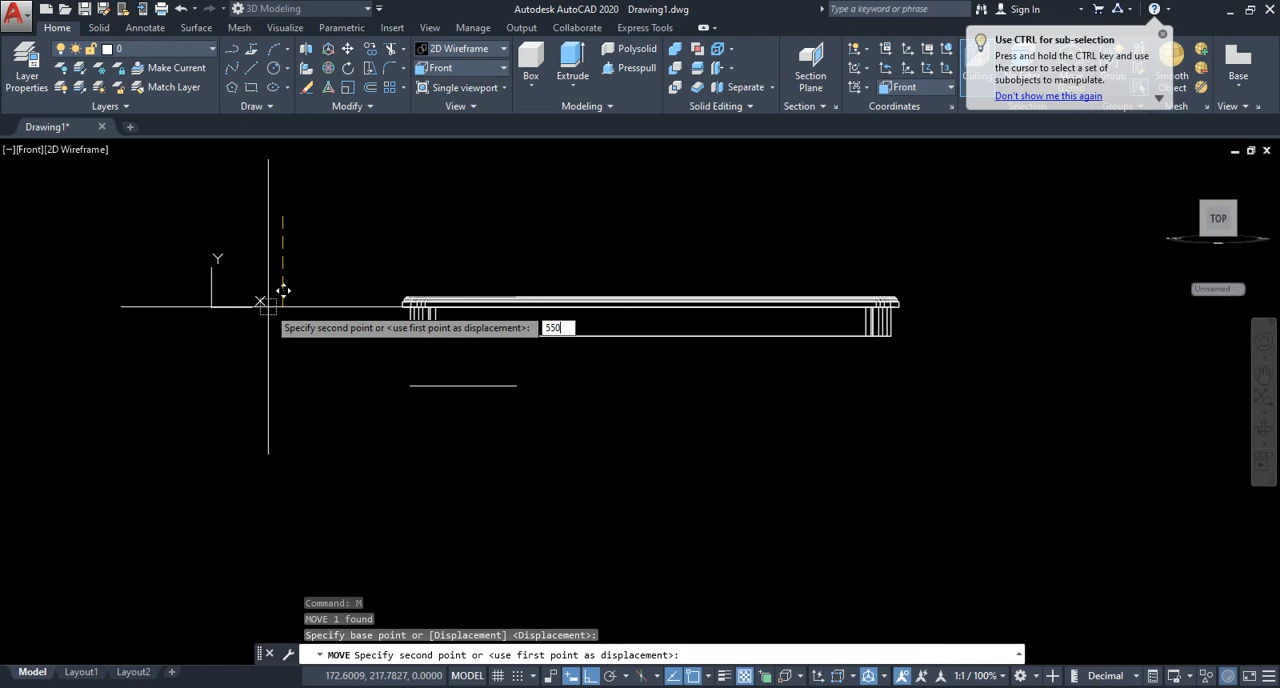 3D Modeling Autodesk AutoCAD 2020 Drawing1.dwg Type a keyword or phrase Sign In
Home Solid Surface Mesh Visualize Parametric Insert Annotate View Manage Output Collaborate Express Tools
Use CTRL for sub-selection
Press and hold the CTRL key and use
the cursor to select a set of
subobjects to manipulate.
Don't show me this again
0 2D Wireframe Polysolid
Make Current Front Presspull
Layer Properties Match Layer Single viewport Box Extrude Separate Section Plane Front Culling Gizmo Smooth Object Base
Layers Draw Modify View Modeling Solid Editing Section Coordinates Selection Groups Mesh View
Drawing1*
[−][Front][2D Wireframe]
TOP
Y
X
Unnamed
Specify second point or <use first point as displacement>: 550
Command: M
MOVE 1 found
Specify base point or [Displacement] <Displacement>:
MOVE Specify second point or <use first point as displacement>:
Model Layout1 Layout2 172.6009, 217.7827, 0.0000 MODEL 1:1 / 100% Decimal